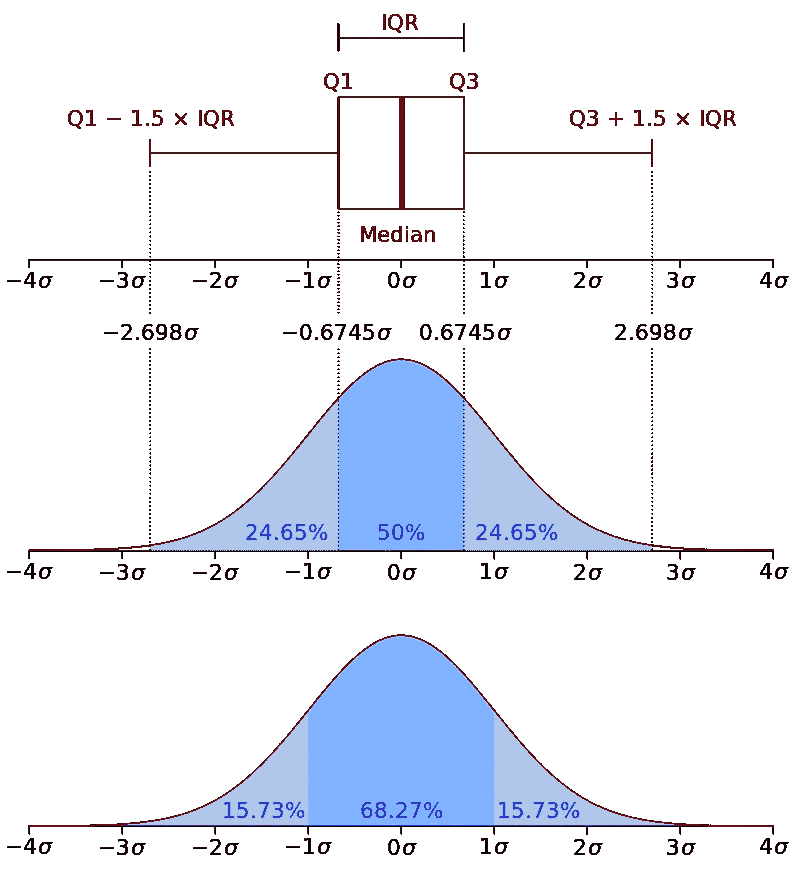 IQR
Q1 Q3
Q1 − 1.5 × IQR Q3 + 1.5 × IQR
Median
−4σ −3σ −2σ −1σ 0σ 1σ 2σ 3σ 4σ
−2.698σ −0.6745σ 0.6745σ 2.698σ
24.65% 50% 24.65%
−4σ −3σ −2σ −1σ 0σ 1σ 2σ 3σ 4σ
15.73% 68.27% 15.73%
−4σ −3σ −2σ −1σ 0σ 1σ 2σ 3σ 4σ